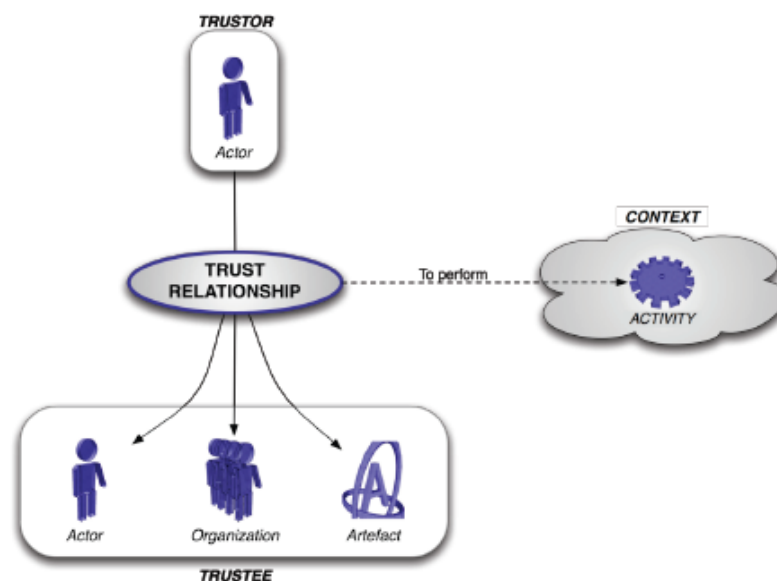 TRUSTOR
Actor
CONTEXT
TRUST
RELATIONSHIP
To perform
ACTIVITY
Actor
Organization
Artefact
TRUSTEE